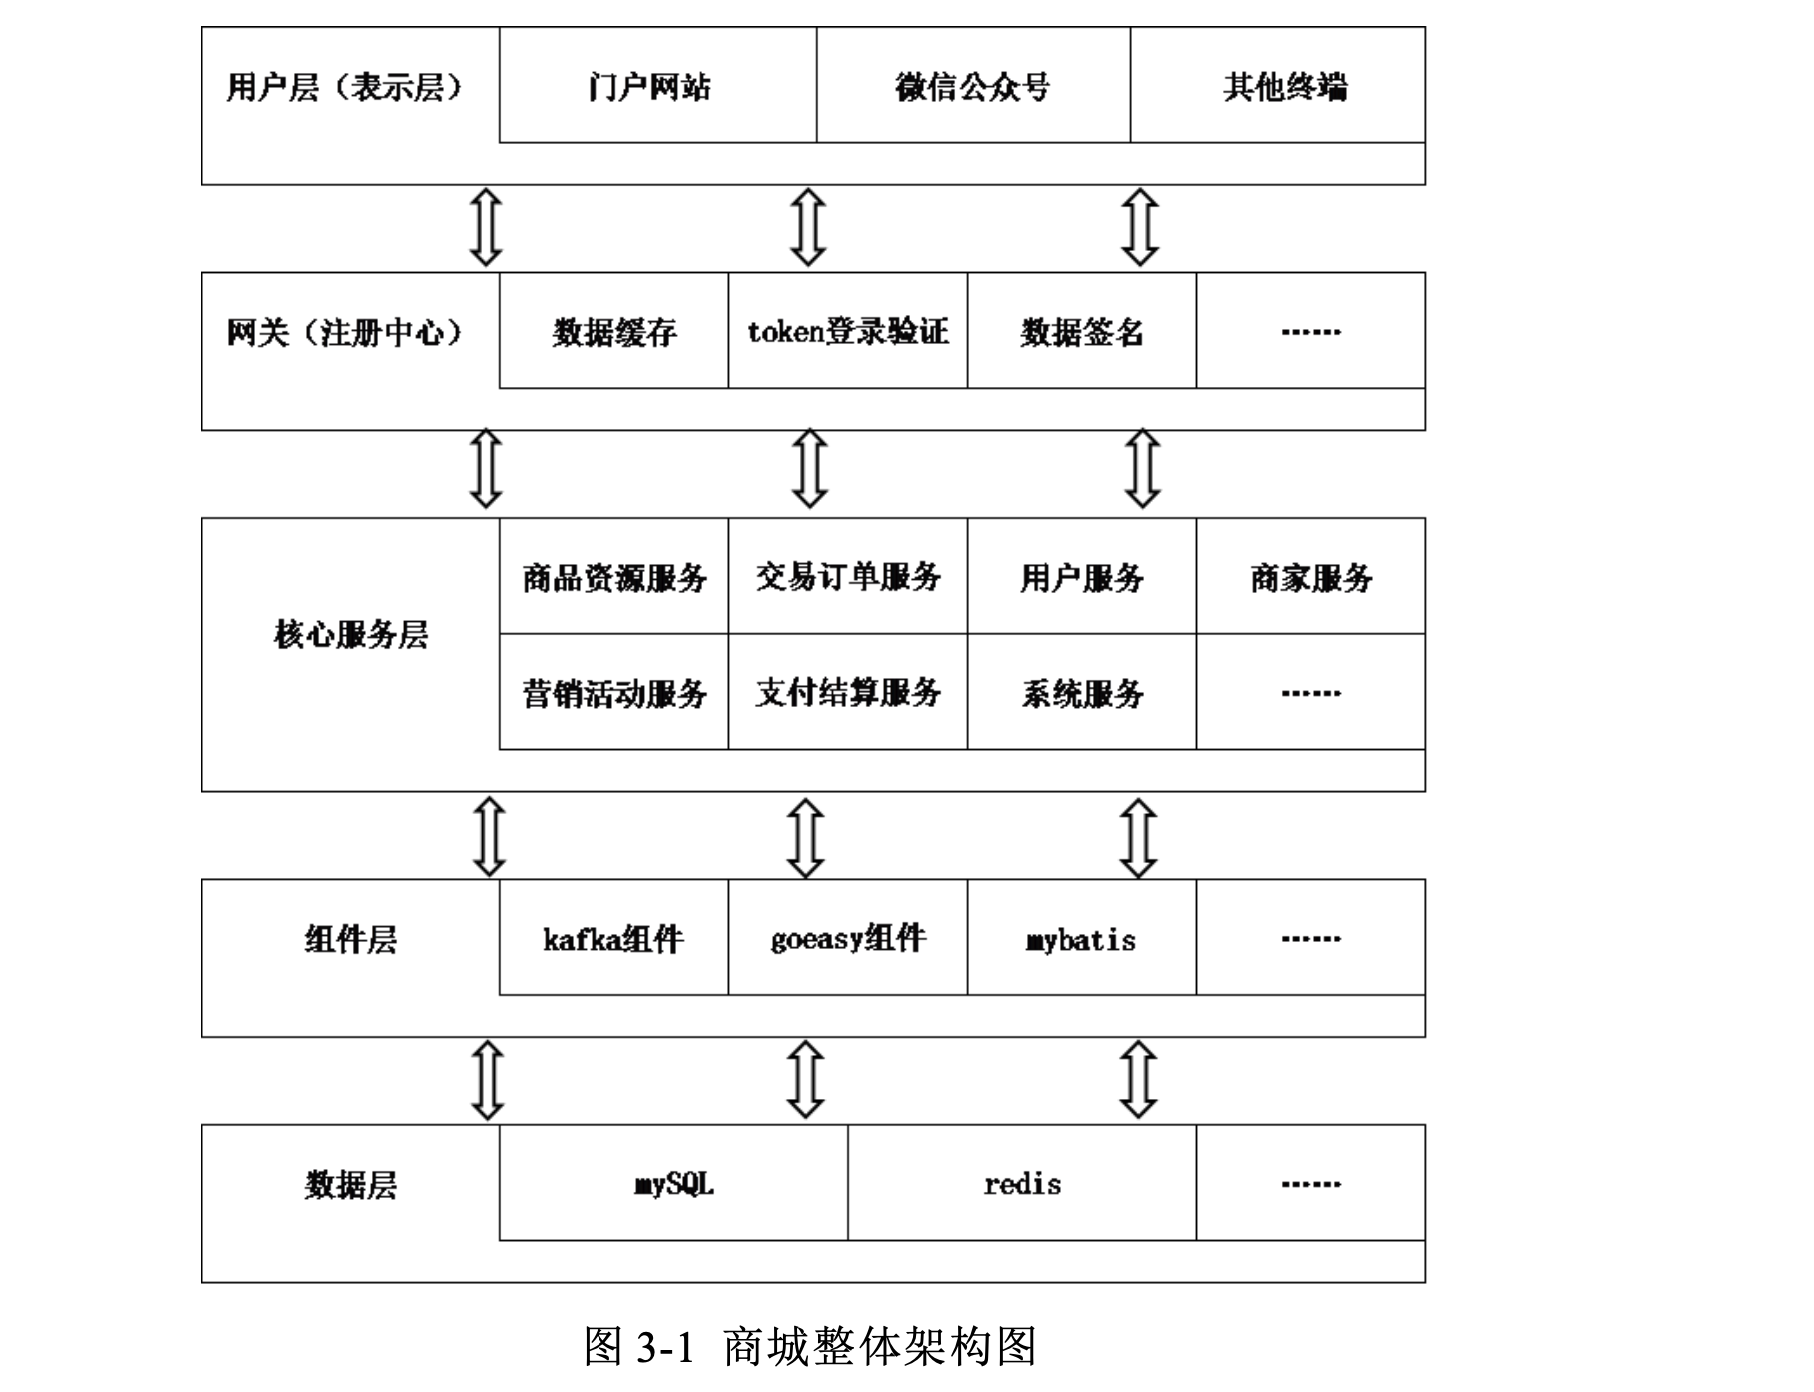 用户层（表示层） 门户网站 微信公众号 其他终端
网关（注册中心） 数据缓存 token登录验证 数据签名 ……
商品资源服务 交易订单服务 用户服务 商家服务
核心服务层
营销活动服务 支付结算服务 系统服务 ……
组件层 kafka组件 goeasy组件 mybatis ……
数据层 mySQL redis ……
图 3-1 商城整体架构图